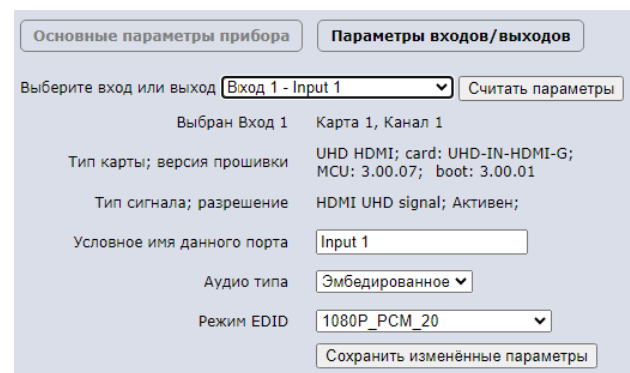 Основные параметры прибора Параметры входов/выходов
Выберите вход или выход Вход 1 - Input 1 Считать параметры
Выбран Вход 1 Карта 1, Канал 1
Тип карты; версия прошивки UHD HDMI; card: UHD-IN-HDMI-G;
MCU: 3.00.07; boot: 3.00.01
Тип сигнала; разрешение HDMI UHD signal; Активен;
Условное имя данного порта Input 1
Аудио типа Эмбедированное
Режим EDID 1080P_PCM_20
Сохранить изменённые параметры